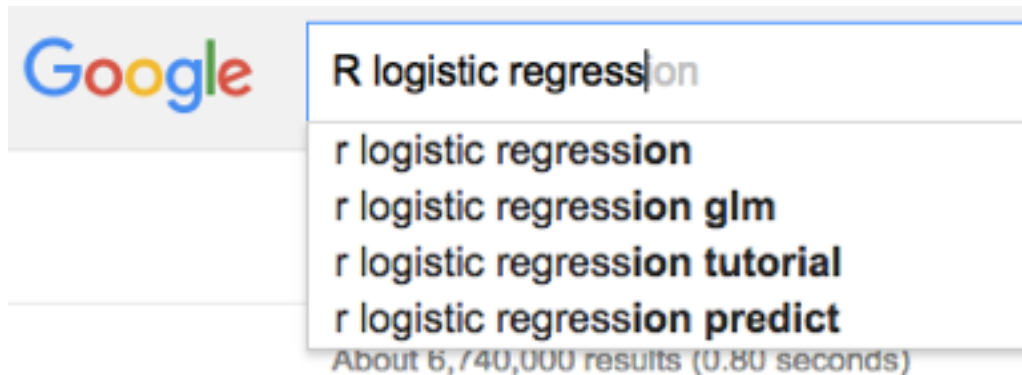 Google
R logistic regression
r logistic regression
r logistic regression glm
r logistic regression tutorial
r logistic regression predict
About 6,740,000 results (0.80 seconds)